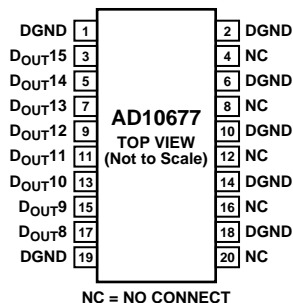 DGND 1 2 DGND
DOUT15 3 4 NC
DOUT14 5 6 DGND
DOUT13 7 8 NC
DOUT12 9 10 DGND
DOUT11 11 12 NC
DOUT10 13 14 DGND
DOUT9 15 16 NC
DOUT8 17 18 DGND
DGND 19 20 NC
AD10677
TOP VIEW
(Not to Scale)
NC = NO CONNECT